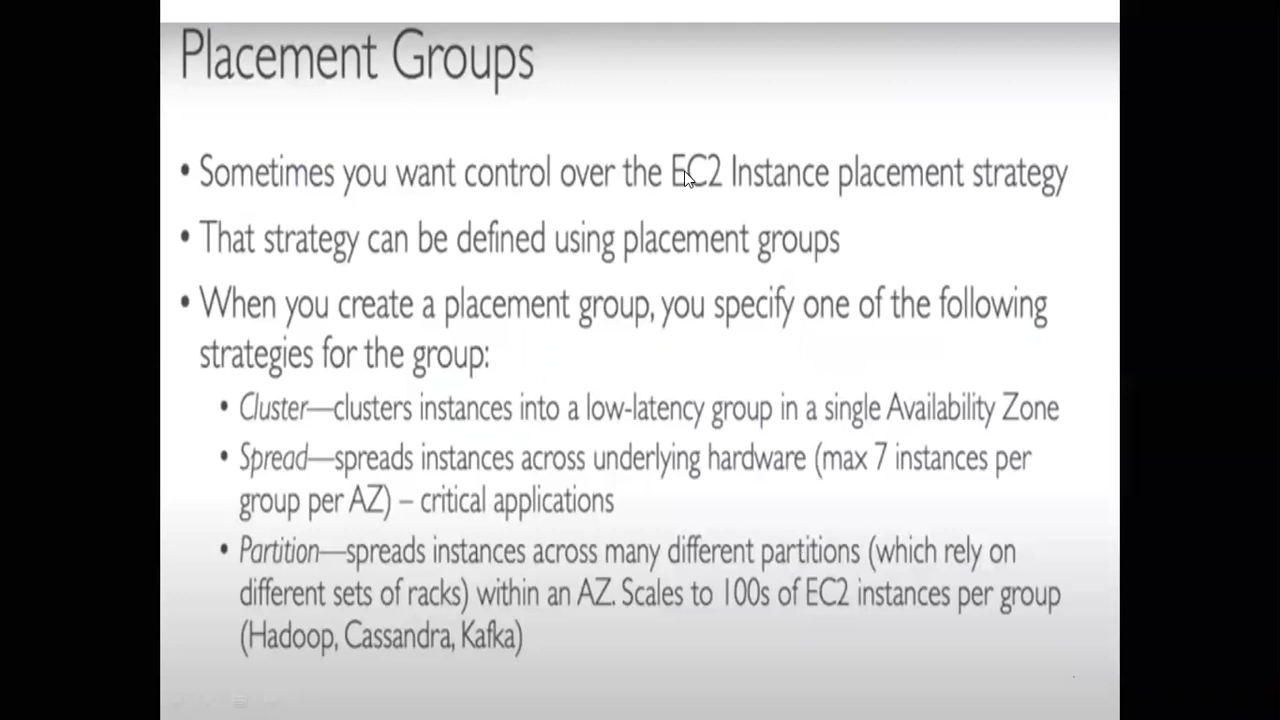 Placement Groups
• Sometimes you want control over the EC2 Instance placement strategy
• That strategy can be defined using placement groups
• When you create a placement group, you specify one of the following
strategies for the group:
• Cluster—clusters instances into a low-latency group in a single Availability Zone
• Spread—spreads instances across underlying hardware (max 7 instances per
group per AZ) – critical applications
• Partition—spreads instances across many different partitions (which rely on
different sets of racks) within an AZ. Scales to 100s of EC2 instances per group
(Hadoop, Cassandra, Kafka)